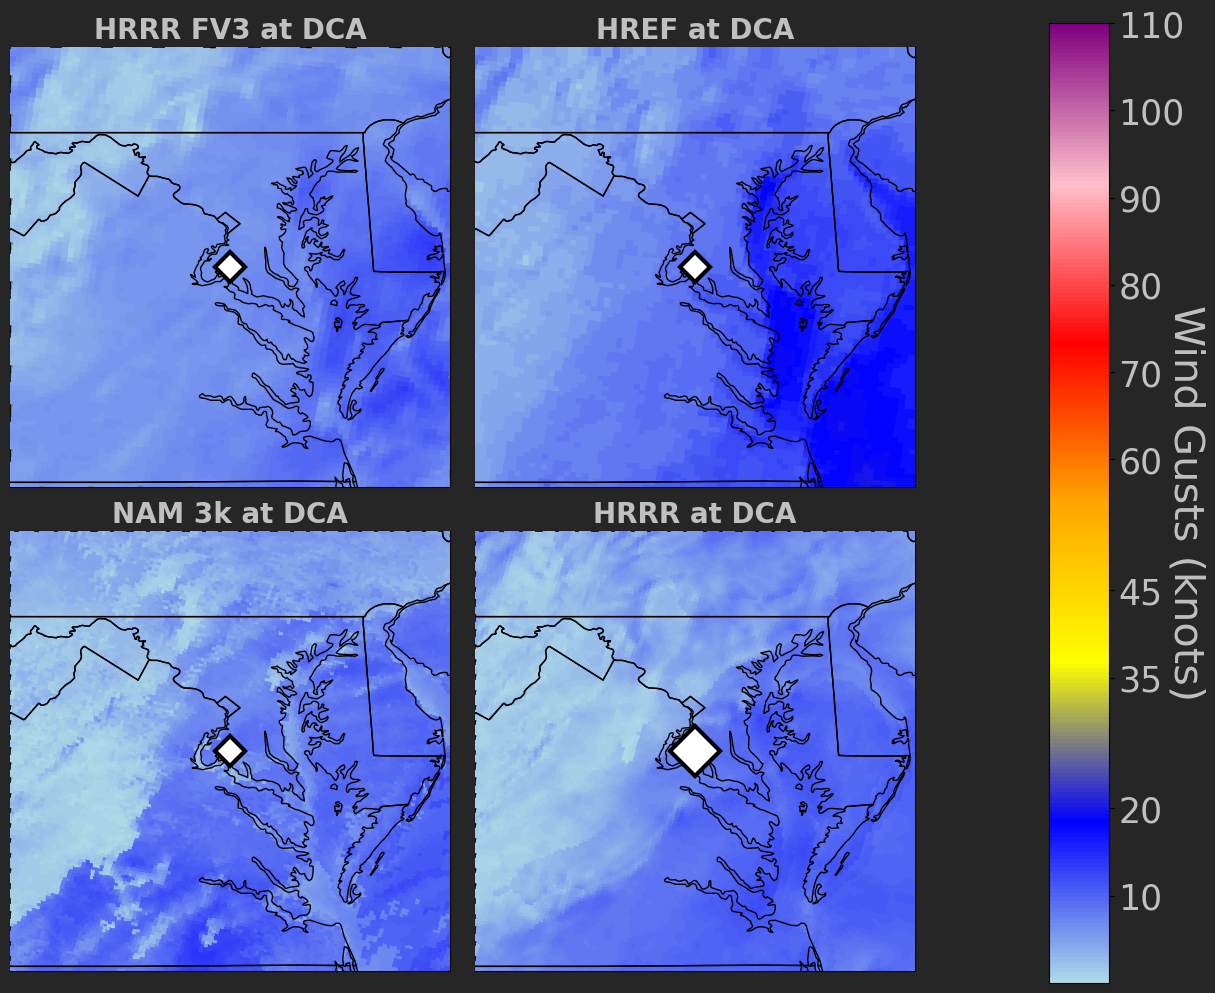 HRRR FV3 at DCA
HREF at DCA
NAM 3k at DCA
HRRR at DCA
110
100
90
80
70
60
45
35
20
10
Wind Gusts (knots)